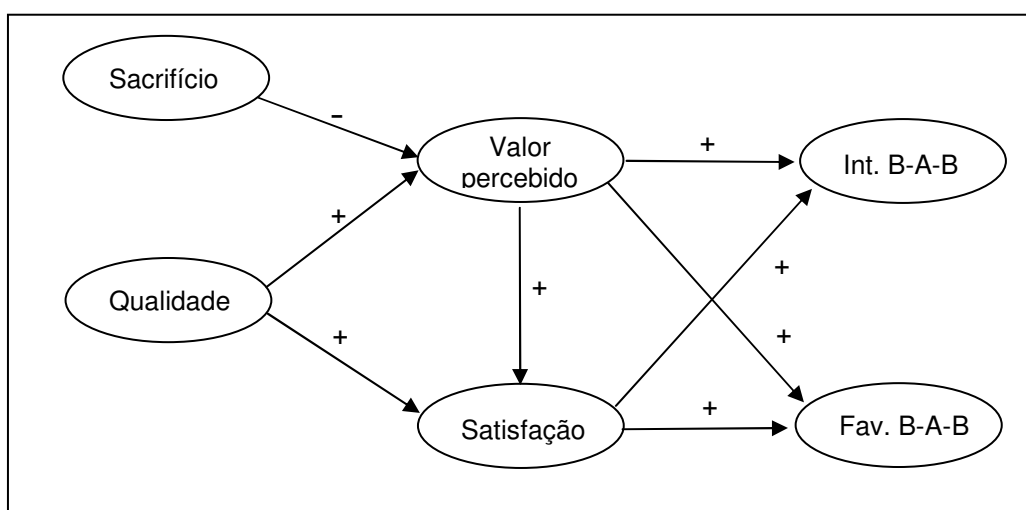 Sacrifício
-
Valor
percebido
+
Int. B-A-B
+
Qualidade
+
+
+
+
+
Satisfação
Fav. B-A-B